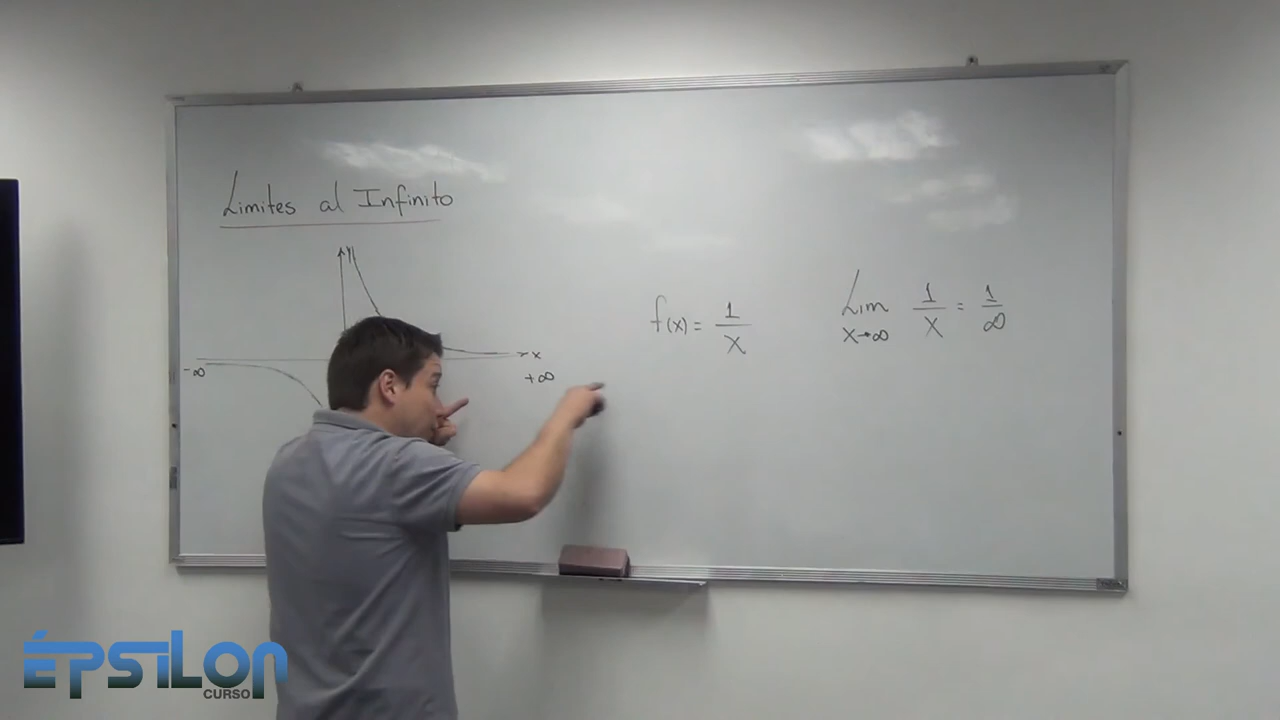 Limites al Infinito
y
x
-∞
+∞
f(x) = 1/x
Lim x→∞ 1/x = 1/∞
ÉPSILON
CURSO